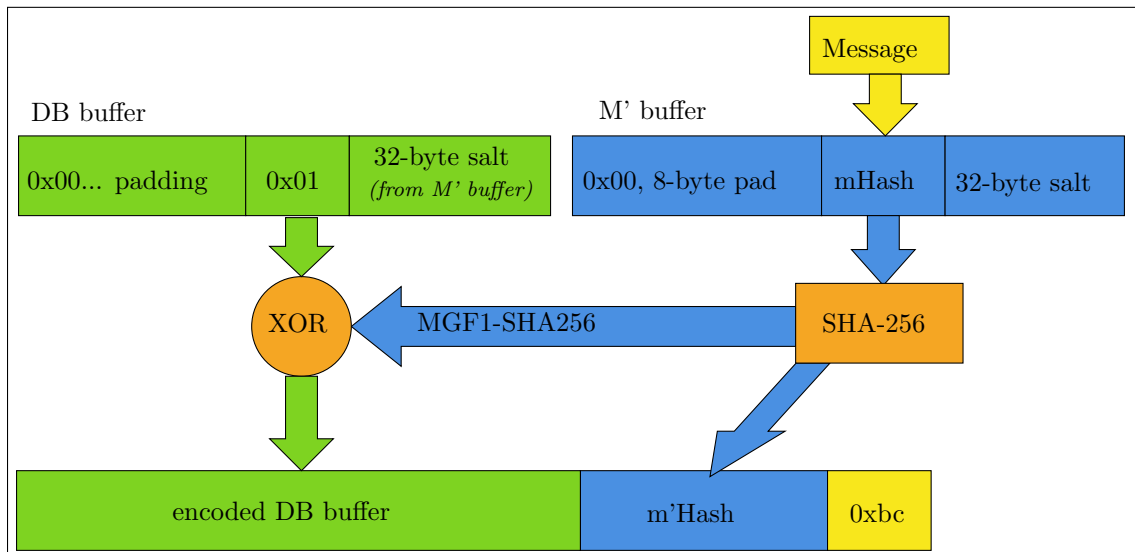 Message
DB buffer
M' buffer
0x00... padding
0x01
32-byte salt
(from M' buffer)
0x00, 8-byte pad
mHash
32-byte salt
XOR
MGF1-SHA256
SHA-256
encoded DB buffer
m'Hash
0xbc